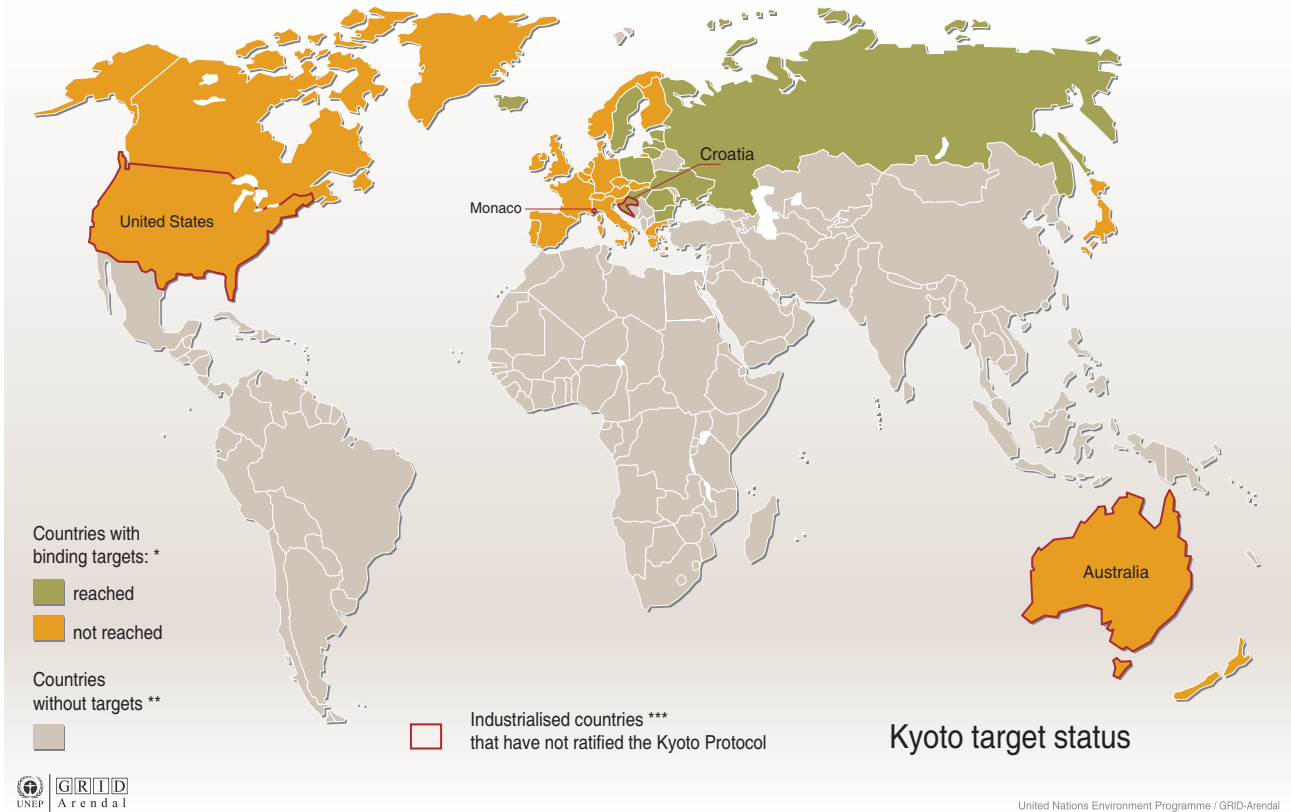 Croatia
Monaco
United States
Countries with
binding targets: *
reached
not reached
Countries
without targets **
Industrialised countries ***
that have not ratified the Kyoto Protocol
Australia
Kyoto target status
UNEP
GRID
Arendal
United Nations Environment Programme / GRID-Arendal